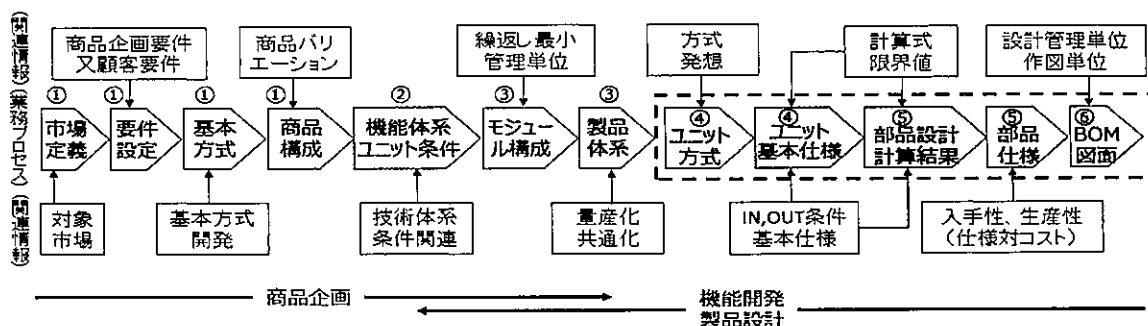 (関連情報)
商品企画要件
又顧客要件
商品バリ
エーション
繰返し最小
管理単位
方式
発想
計算式
限界値
設計管理単位
作図単位
(業務プロセス)
①
市場
定義
①
要件
設定
①
基本
方式
①
商品
構成
②
機能体系
ユニット条件
③
モジュー
ル構成
③
製品
体系
④
ユニット
方式
④
ユニット
基本仕様
⑤
部品設計
計算結果
⑤
部品
仕様
⑥
BOM
図面
(関連情報)
対象
市場
基本方式
開発
技術体系
条件関連
量産化
共通化
IN,OUT条件
基本仕様
入手性、生産性
(仕様対コスト)
商品企画
機能開発
製品設計